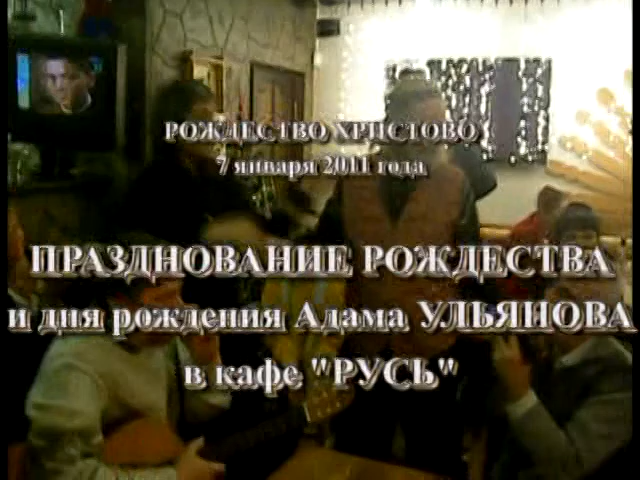 РОЖДЕСТВО ХРИСТОВО
7 января 2011 года
ПРАЗДНОВАНИЕ РОЖДЕСТВА
и дня рождения Адама УЛЬЯНОВА
в кафе "РУСЬ"